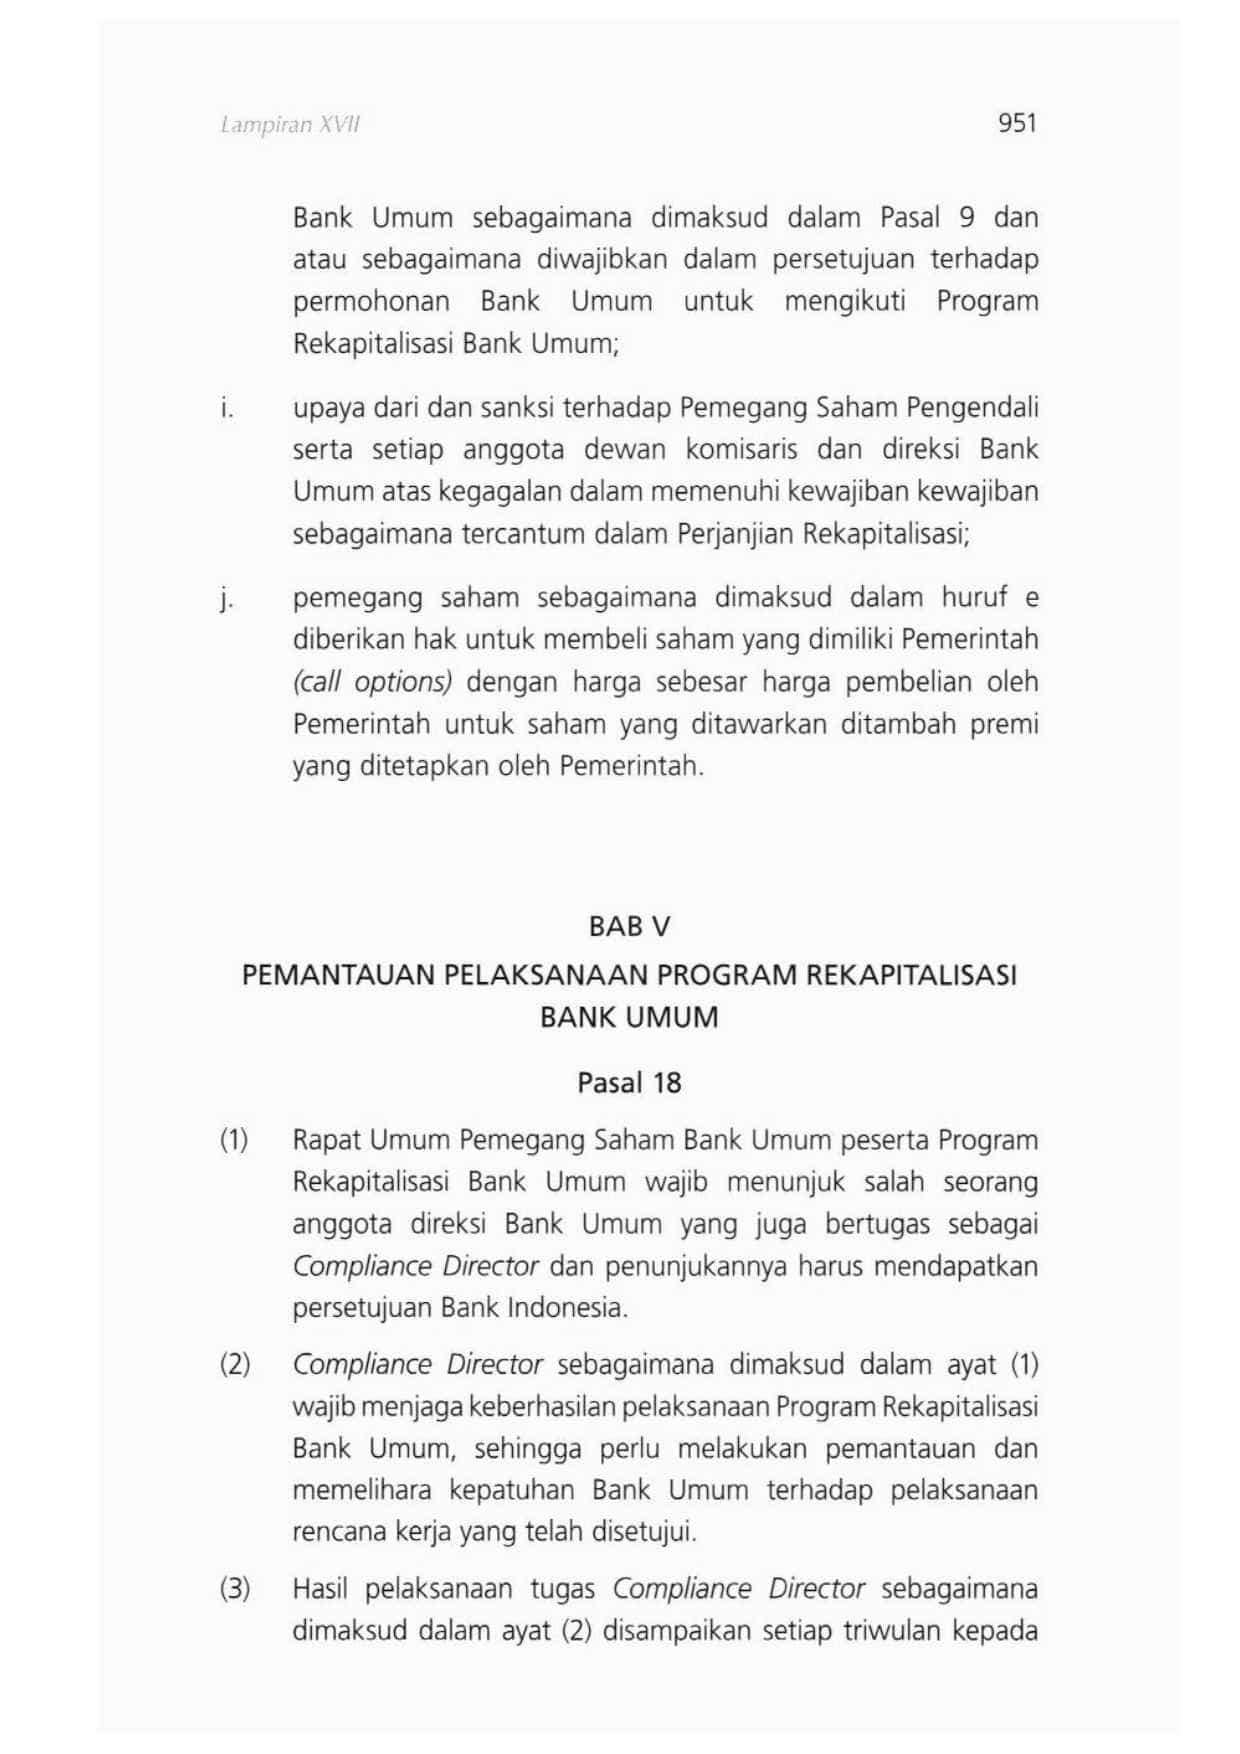 Lampiran XVII 951
Bank Umum sebagaimana dimaksud dalam Pasal 9 dan
atau sebagaimana diwajibkan dalam persetujuan terhadap
permohonan Bank Umum untuk mengikuti Program
Rekapitalisasi Bank Umum;
i. upaya dari dan sanksi terhadap Pemegang Saham Pengendali
serta setiap anggota dewan komisaris dan direksi Bank
Umum atas kegagalan dalam memenuhi kewajiban kewajiban
sebagaimana tercantum dalam Perjanjian Rekapitalisasi;
j. pemegang saham sebagaimana dimaksud dalam huruf e
diberikan hak untuk membeli saham yang dimiliki Pemerintah
(call options) dengan harga sebesar harga pembelian oleh
Pemerintah untuk saham yang ditawarkan ditambah premi
yang ditetapkan oleh Pemerintah.
BAB V
PEMANTAUAN PELAKSANAAN PROGRAM REKAPITALISASI
BANK UMUM
Pasal 18
(1) Rapat Umum Pemegang Saham Bank Umum peserta Program
Rekapitalisasi Bank Umum wajib menunjuk salah seorang
anggota direksi Bank Umum yang juga bertugas sebagai
Compliance Director dan penunjukannya harus mendapatkan
persetujuan Bank Indonesia.
(2) Compliance Director sebagaimana dimaksud dalam ayat (1)
wajib menjaga keberhasilan pelaksanaan Program Rekapitalisasi
Bank Umum, sehingga perlu melakukan pemantauan dan
memelihara kepatuhan Bank Umum terhadap pelaksanaan
rencana kerja yang telah disetujui.
(3) Hasil pelaksanaan tugas Compliance Director sebagaimana
dimaksud dalam ayat (2) disampaikan setiap triwulan kepada